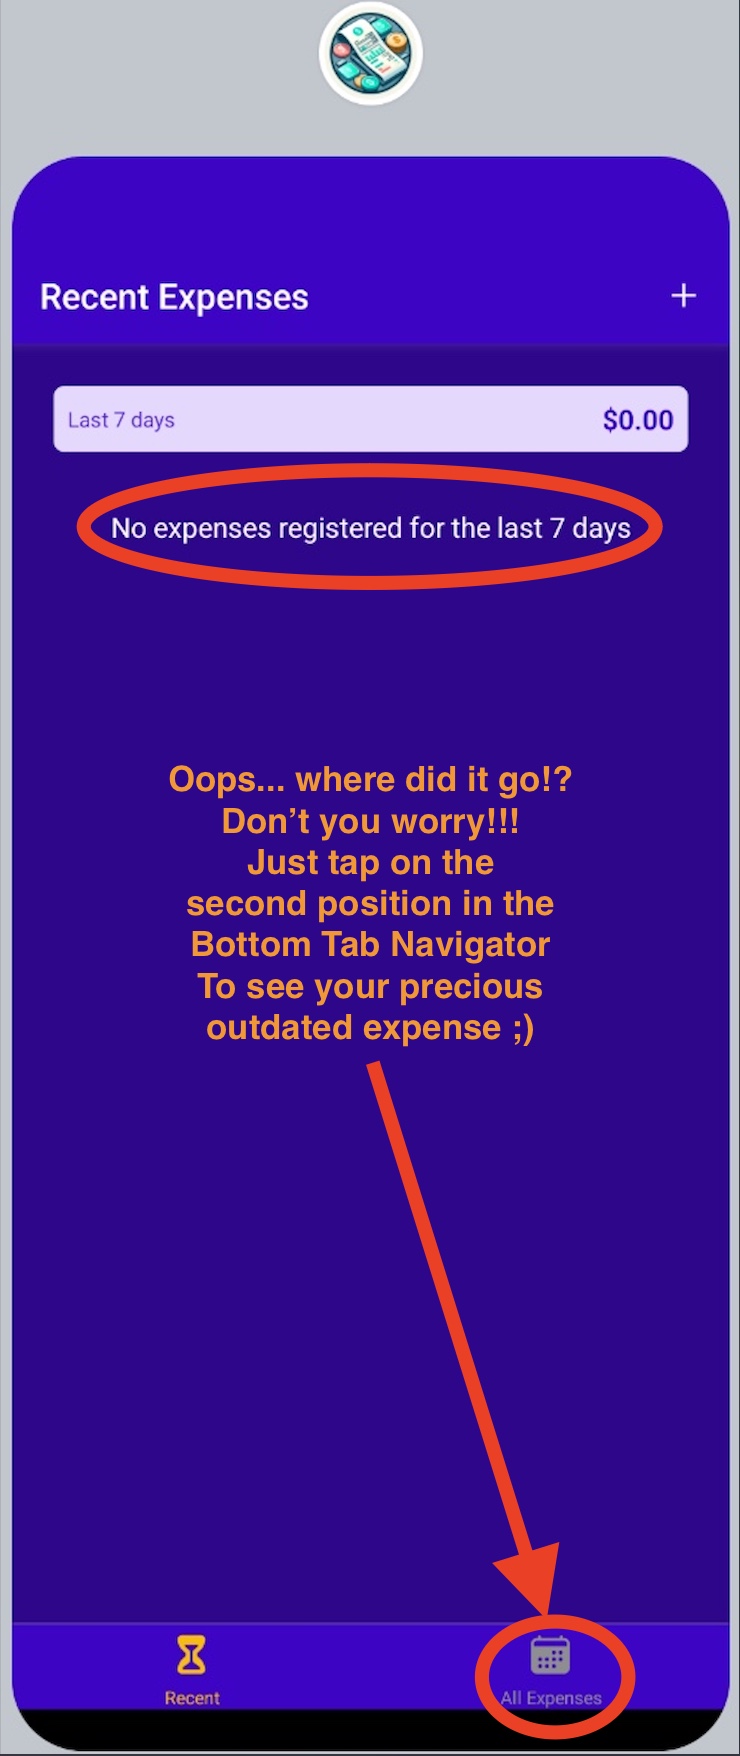 Recent Expenses
Last 7 days $0.00
No expenses registered for the last 7 days
Oops... where did it go!?
Don’t you worry!!!
Just tap on the
second position in the
Bottom Tab Navigator
To see your precious
outdated expense ;)
Recent All Expenses